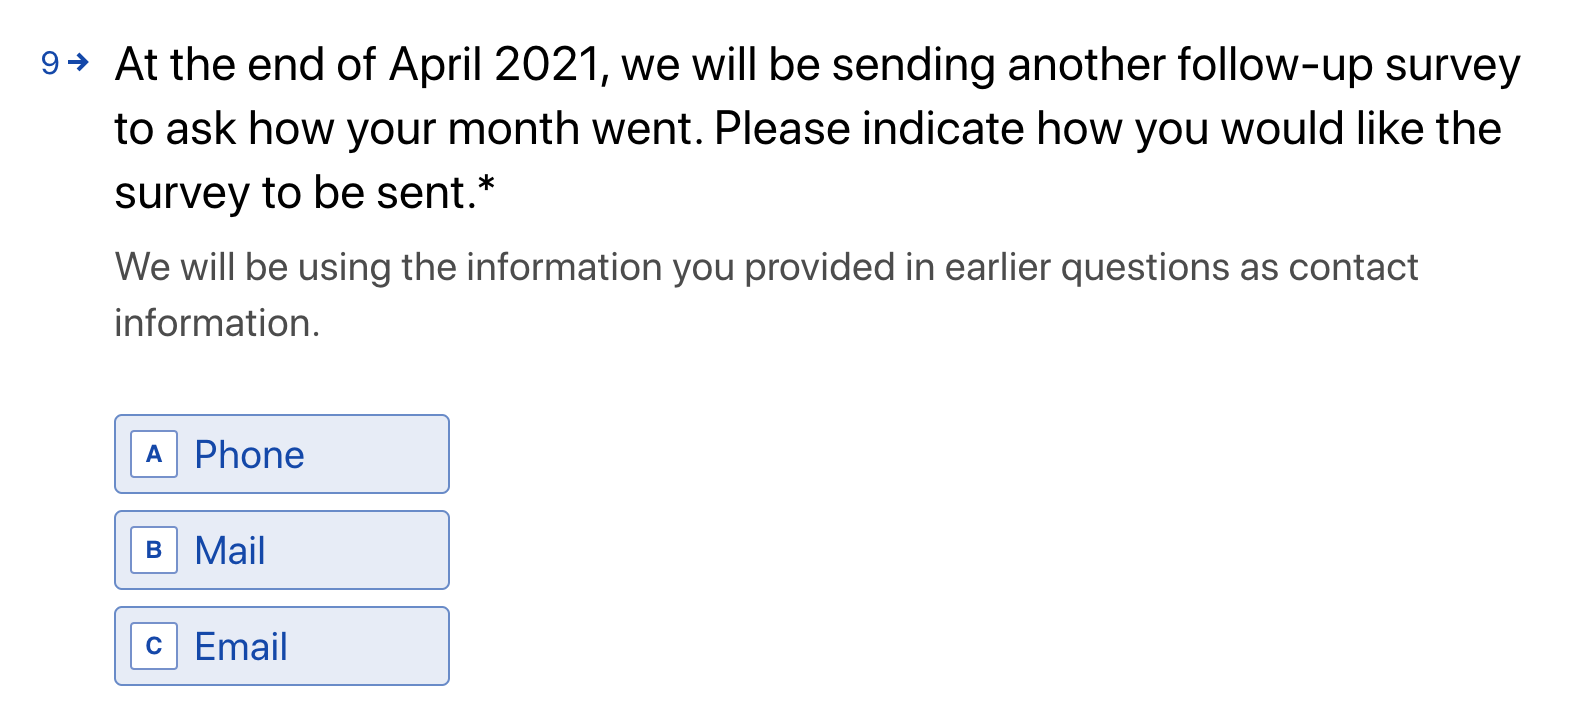 9→ At the end of April 2021, we will be sending another follow-up survey
to ask how your month went. Please indicate how you would like the
survey to be sent.*
We will be using the information you provided in earlier questions as contact
information.
A Phone
B Mail
C Email